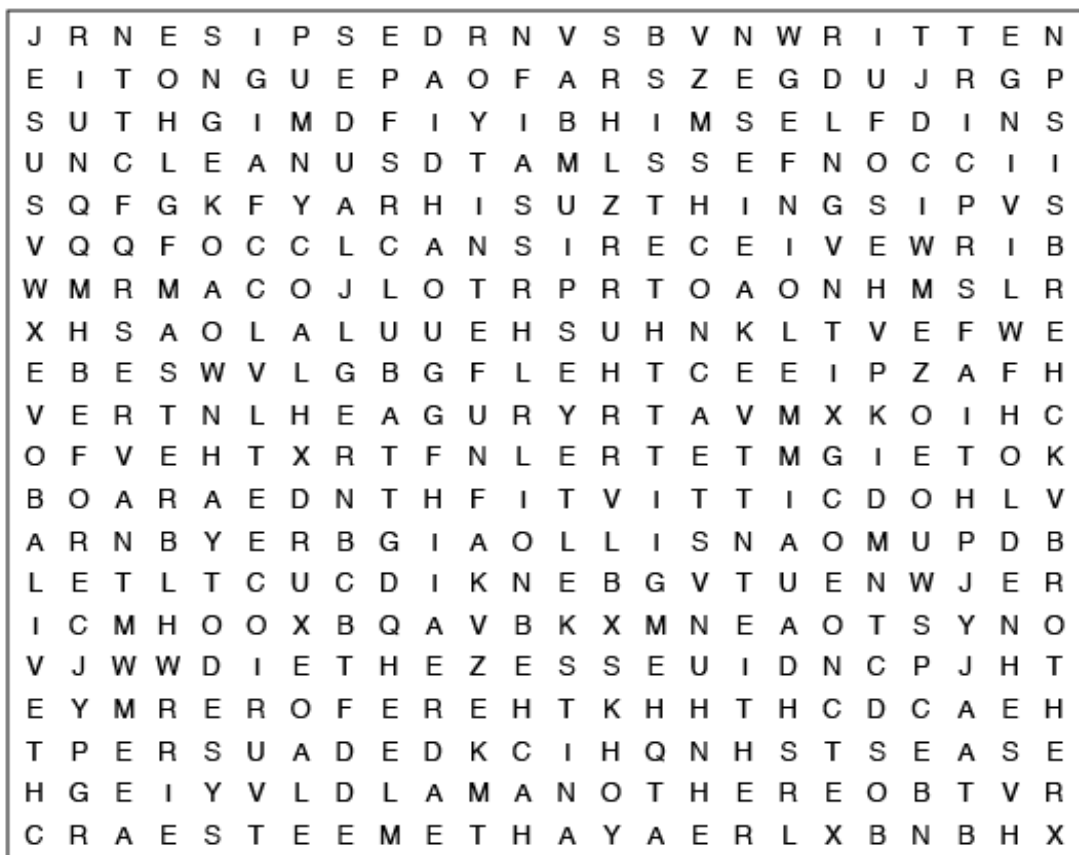 J R N E S I P S E D R N V S B V N W R I T T E N
E I T O N G U E P A O F A R S Z E G D U J R G P
S U T H G I M D F I Y I B H I M S E L F D I N S
U N C L E A N U S D T A M L S S E F N O C C I I
S Q F G K F Y A R H I S U Z T H I N G S I P V S
V Q Q F O C C L C A N S I R E C E I V E W R I B
W M R M A C O J L O T R P R T O A O N H M S L R
X H S A O L A L U U E H S U H N K L T V E F W E
E B E S W V L G B G F L E H T C E E I P Z A F H
V E R T N L H E A G U R Y R T A V M X K O I H C
O F V E H T X R T F N L E R T E T M G I E T O K
B O A R A E D N T H F I T V I T T I C D O H L V
A R N B Y E R B G I A O L L I S N A O M U P D B
L E T L T C U C D I K N E B G V T U E N W J E R
I C M H O O X B Q A V B K X M N E A O T S Y N O
V J W W D I E T H E Z E S S E U I D N C P J H T
E Y M R E R O F E R E H T K H H T H C D C A E H
T P E R S U A D E D K C I H Q N H S T S E A S E
H G E I Y V L D L A M A N O T H E R E O B T V R
C R A E S T E E M E T H A Y A E R L X B N B H X